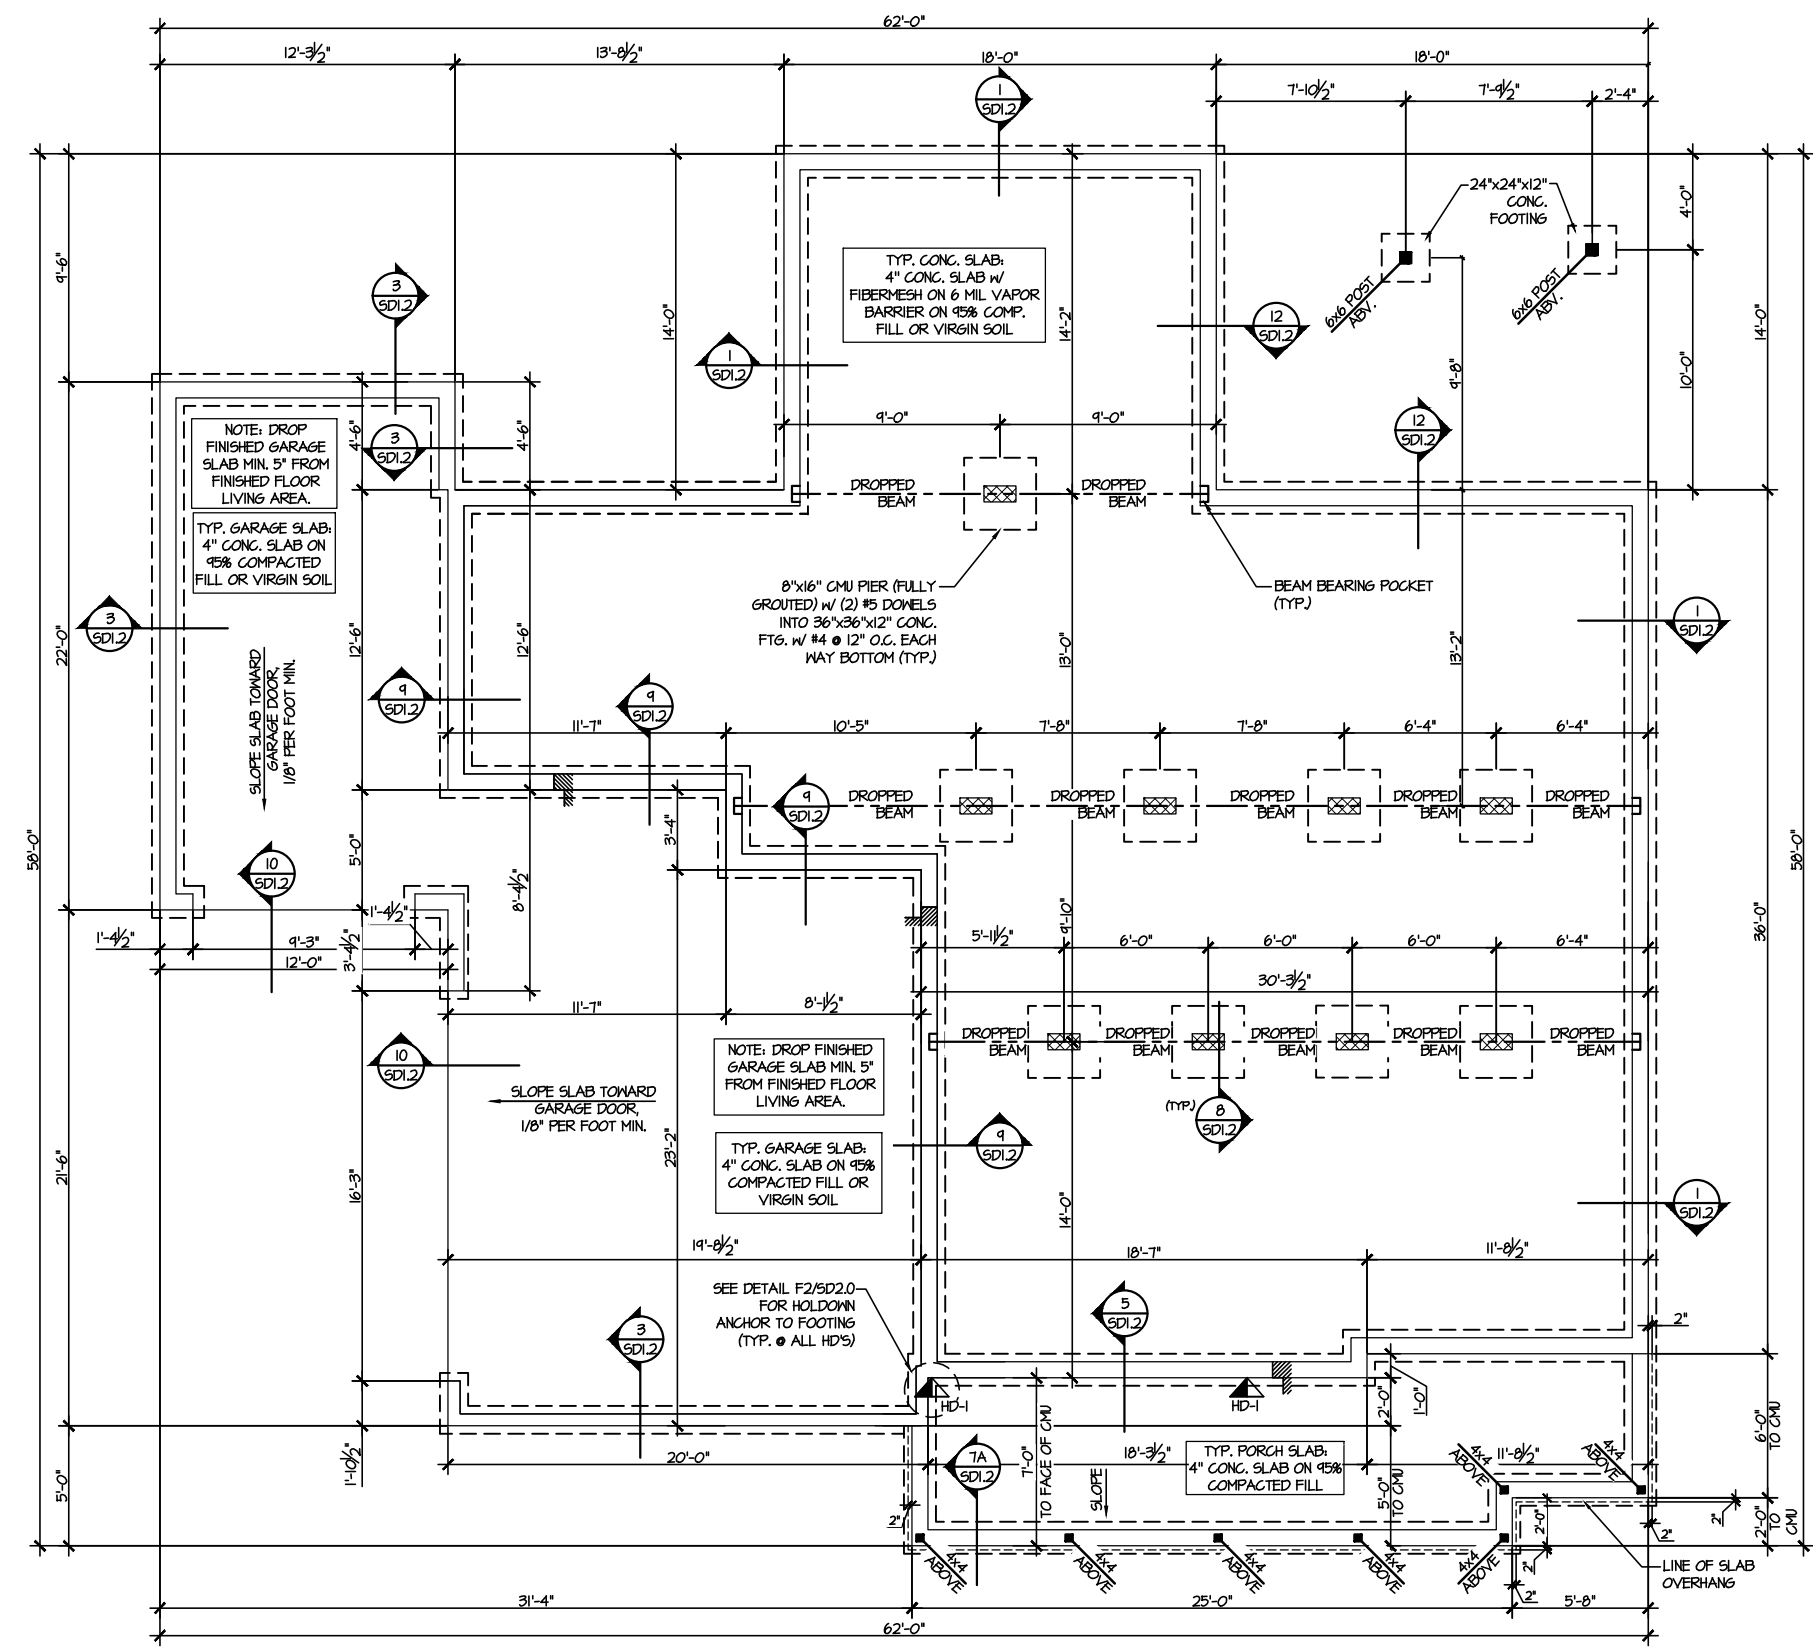 62'-0"
12'-3½"
13'-8½"
18'-0"
18'-0"
7'-10½"
7'-9½"
2'-4"
1
SD1.2
24"x24"x12"
CONC.
FOOTING
4'-0"
9'-6"
14'-0"
14'-2"
TYP. CONC. SLAB:
4" CONC. SLAB W/
FIBERMESH ON 6 MIL VAPOR
BARRIER ON 95% COMP.
FILL OR VIRGIN SOIL
6x6 POST
ABV.
6x6 POST
ABV.
3
SD1.2
12
SD1.2
14'-0"
1
SD1.2
9'-8"
10'-0"
9'-0"
9'-0"
12
SD1.2
NOTE: DROP
FINISHED GARAGE
SLAB MIN. 5" FROM
FINISHED FLOOR
LIVING AREA.
4'-6"
3
SD1.2
4'-6"
DROPPED
BEAM
DROPPED
BEAM
TYP. GARAGE SLAB:
4" CONC. SLAB ON
95% COMPACTED
FILL OR VIRGIN SOIL
8"x16" CMU PIER (FULLY
GROUTED) W/ (2) #5 DOWELS
INTO 36"x36"x12" CONC.
FTG. W/ #4 @ 12" O.C. EACH
WAY BOTTOM (TYP.)
BEAM BEARING POCKET
(TYP.)
3
SD1.2
22'-0"
12'-6"
12'-6"
13'-0"
13'-2"
1
SD1.2
SLOPE SLAB TOWARD
GARAGE DOOR,
1/8" PER FOOT MIN.
9
SD1.2
9
SD1.2
11'-7"
10'-5"
7'-8"
7'-8"
6'-4"
6'-4"
9
SD1.2
DROPPED
BEAM
DROPPED
BEAM
DROPPED
BEAM
DROPPED
BEAM
DROPPED
BEAM
58'-0"
5'-0"
3'-4"
58'-0"
10
SD1.2
8'-4½"
1'-4½"
9'-10"
36'-0"
1'-4½"
9'-3"
3'-4½"
12'-0"
5'-11½"
6'-0"
6'-0"
6'-0"
6'-4"
30'-3½"
11'-7"
8'-1½"
DROPPED
BEAM
DROPPED
BEAM
DROPPED
BEAM
DROPPED
BEAM
DROPPED
BEAM
10
SD1.2
NOTE: DROP FINISHED
GARAGE SLAB MIN. 5"
FROM FINISHED FLOOR
LIVING AREA.
SLOPE SLAB TOWARD
GARAGE DOOR,
1/8" PER FOOT MIN.
(TYP.)
8
SD1.2
9
SD1.2
TYP. GARAGE SLAB:
4" CONC. SLAB ON 95%
COMPACTED FILL OR
VIRGIN SOIL
21'-6"
16'-3"
23'-2"
14'-0"
1
SD1.2
19'-8½"
18'-7"
11'-8½"
SEE DETAIL F2/SD2.0
FOR HOLDOWN
ANCHOR TO FOOTING
(TYP. @ ALL HD'S)
3
SD1.2
5
SD1.2
2"
HD-1
HD-1
2'-0"
1'-0"
6'-0"
TO CMU
1'-10½"
5'-0"
20'-0"
7A
SD1.2
7'-0"
TO FACE OF CMU
18'-3½"
SLOPE
TYP. PORCH SLAB:
4" CONC. SLAB ON 95%
COMPACTED FILL
5'-0"
TO CMU
4x4
ABOVE
11'-8½"
4x4
ABOVE
2"
2'-0"
2"
2"
2'-0"
TO
CMU
4x4
ABOVE
4x4
ABOVE
4x4
ABOVE
4x4
ABOVE
4x4
ABOVE
2"
2"
LINE OF SLAB
OVERHANG
31'-4"
25'-0"
5'-8"
62'-0"